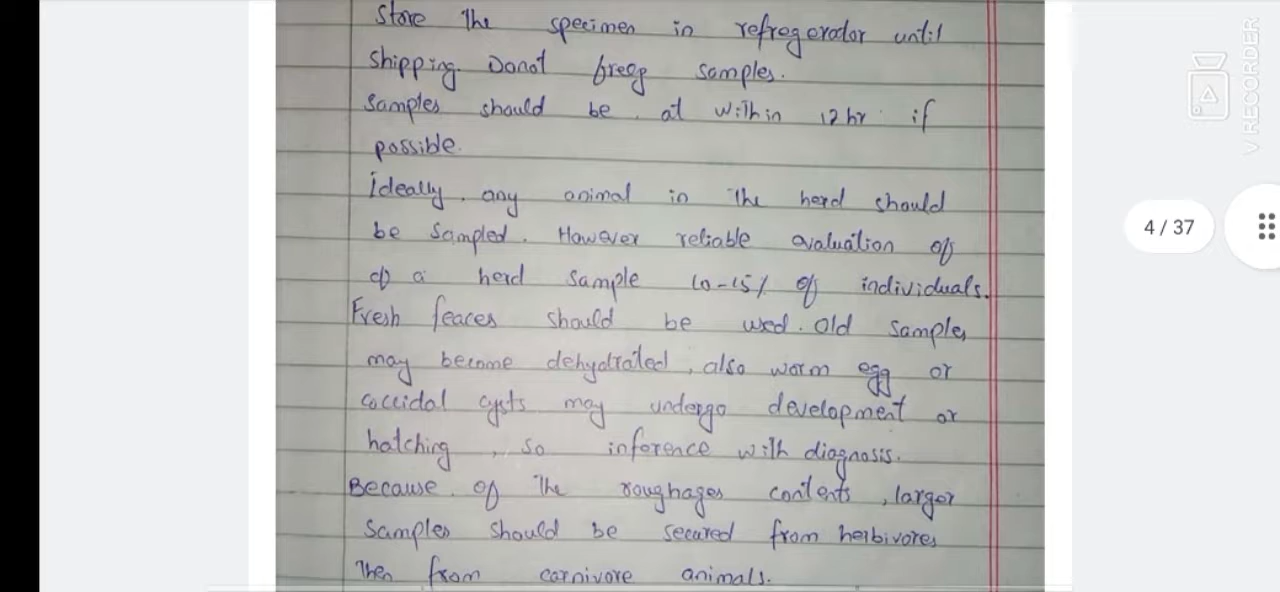 store The specimen in refregerator until
shipping. Donot freez samples.
Samples should be at within 12 hr if
possible.
ideally, any animal in The herd should
be sampled. However reliable evaluation of
of a herd sample 10-15% of individuals.
Fresh feaces should be used. Old samples
may become dehydrated, also worm egg or
coccidal cysts may undergo development or
hatching, so inference with diagnosis.
Because of The roughages contents, larger
samples should be secured from herbivores
Then from carnivore animals.
4 / 37
V RECORDER